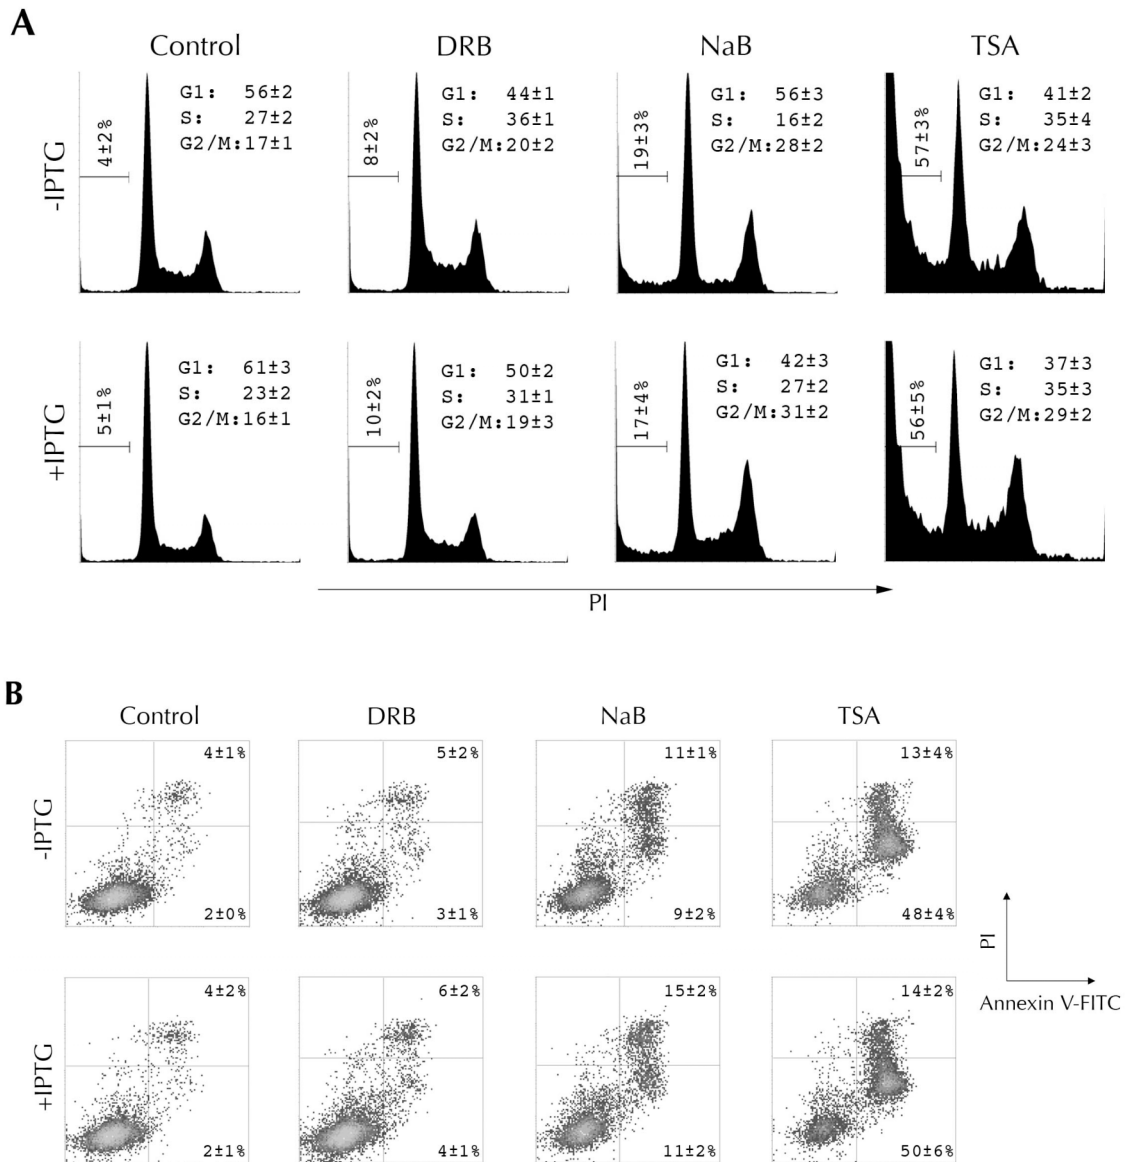 A
Control
DRB
NaB
TSA
-IPTG
4±2%
G1: 56±2
S: 27±2
G2/M:17±1
8±2%
G1: 44±1
S: 36±1
G2/M:20±2
19±3%
G1: 56±3
S: 16±2
G2/M:28±2
57±3%
G1: 41±2
S: 35±4
G2/M:24±3
+IPTG
5±1%
G1: 61±3
S: 23±2
G2/M:16±1
10±2%
G1: 50±2
S: 31±1
G2/M:19±3
17±4%
G1: 42±3
S: 27±2
G2/M:31±2
56±5%
G1: 37±3
S: 35±3
G2/M:29±2
PI
B
Control
DRB
NaB
TSA
-IPTG
4±1%
2±0%
5±2%
3±1%
11±1%
9±2%
13±4%
48±4%
PI
Annexin V-FITC
+IPTG
4±2%
2±1%
6±2%
4±1%
15±2%
11±2%
14±2%
50±6%